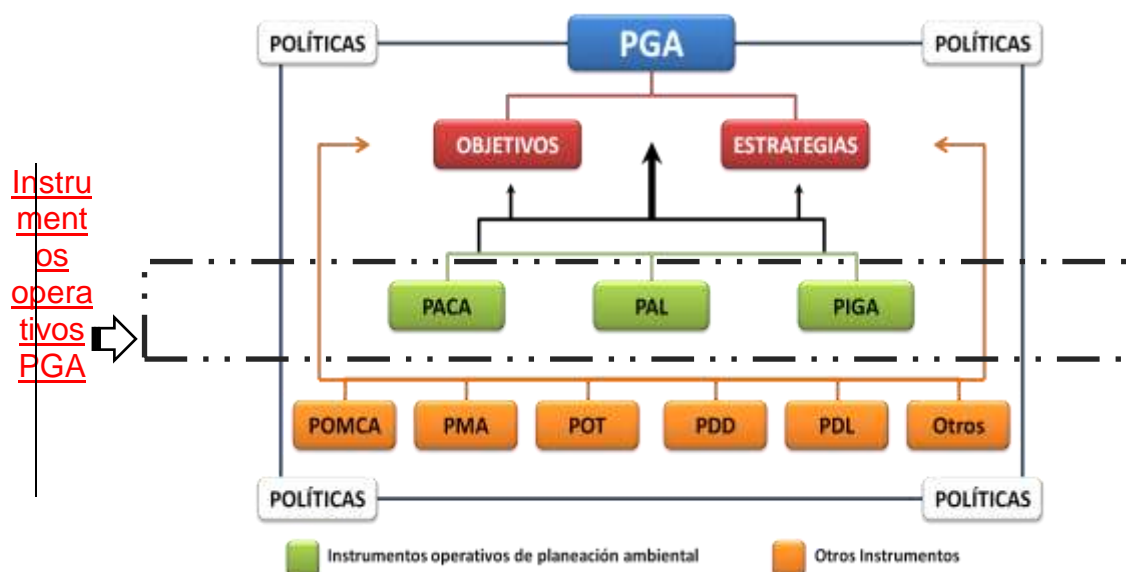 POLÍTICAS
PGA
POLÍTICAS
OBJETIVOS
ESTRATEGIAS
Instru
ment
os
opera
tivos
PGA
PACA
PAL
PIGA
POMCA
PMA
POT
PDD
PDL
Otros
POLÍTICAS
POLÍTICAS
Instrumentos operativos de planeación ambiental
Otros Instrumentos